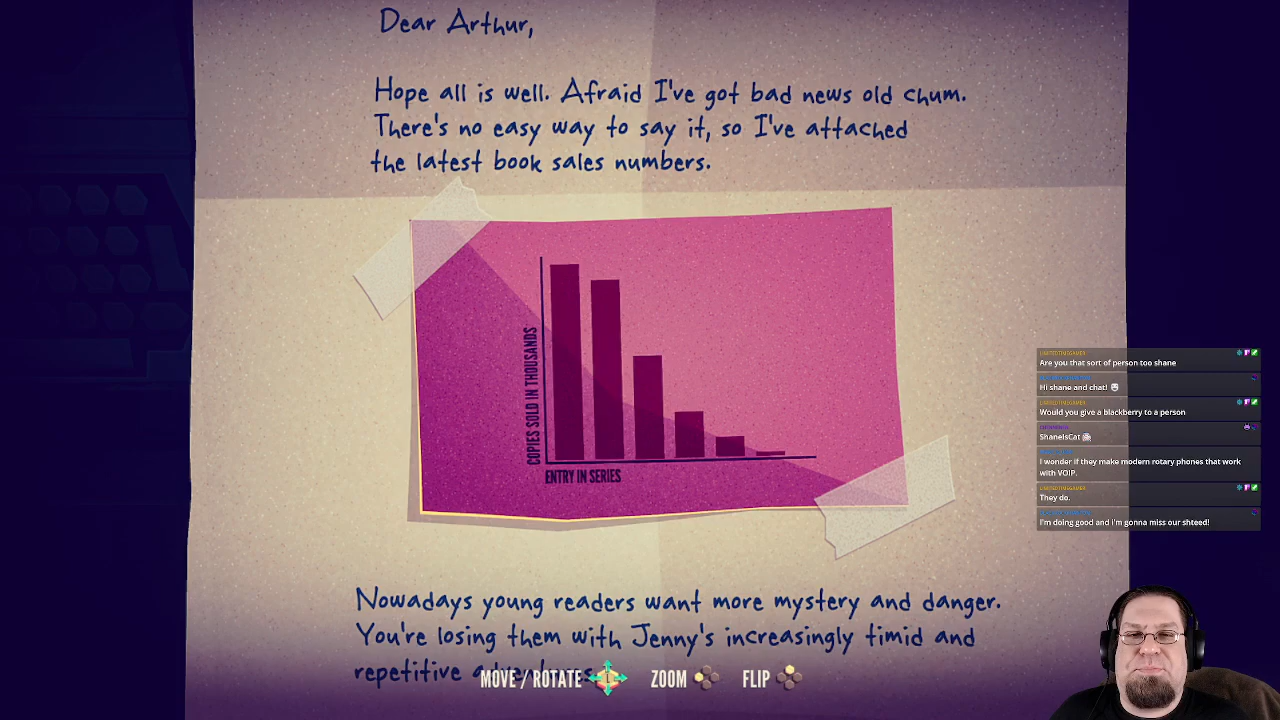 Dear Arthur,
Hope all is well. Afraid I've got bad news old chum.
There's no easy way to say it, so I've attached
the latest book sales numbers.
COPIES SOLD IN THOUSANDS
ENTRY IN SERIES
Nowadays young readers want more mystery and danger.
You're losing them with Jenny's increasingly timid and
repetitive
MOVE / ROTATE
ZOOM
FLIP
Are you that sort of person too shane
Hi shane and chat!
Would you give a blackberry to a person
ShaneIsCat
I wonder if they make modern rotary phones that work
with VOIP.
They do.
I'm doing good and i'm gonna miss our shteed!